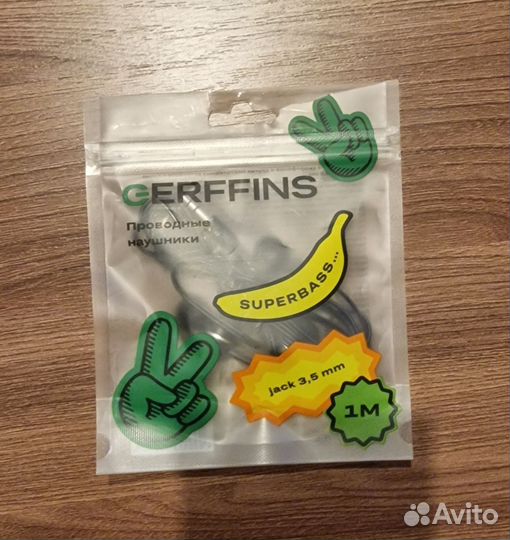 GERFFINS
Проводные
наушники
SUPERBASS...
jack 3,5 mm
1M
Avito